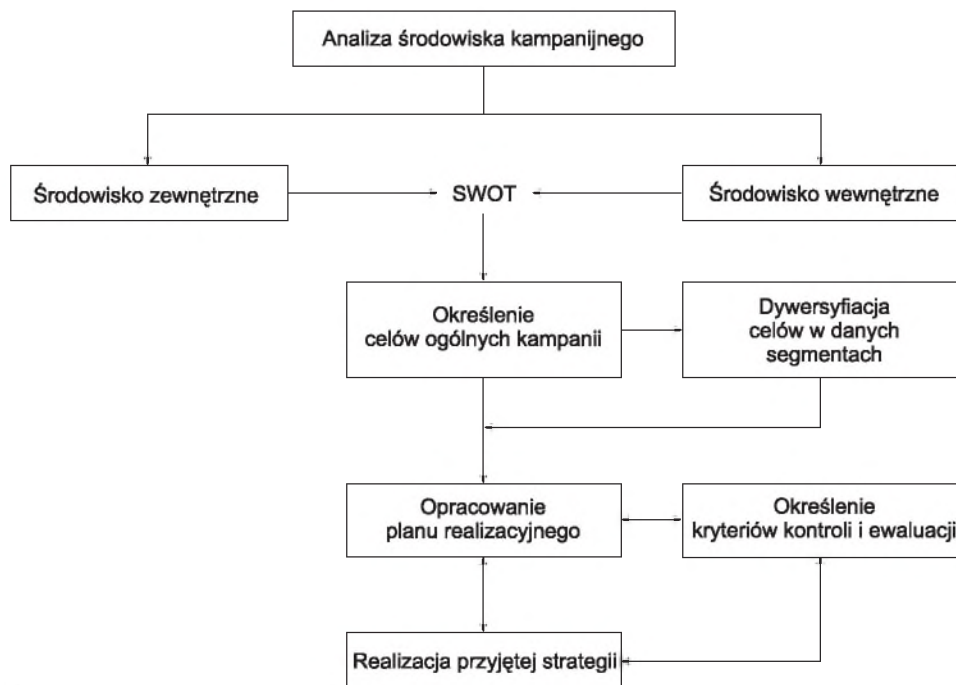 Analiza środowiska kampanijnego
Środowisko zewnętrzne
SWOT
Środowisko wewnętrzne
Określenie
celów ogólnych kampanii
Dywersyfiacja
celów w danych
segmentach
Opracowanie
planu realizacyjnego
Określenie
kryteriów kontroli i ewaluacji
Realizacja przyjętej strategii